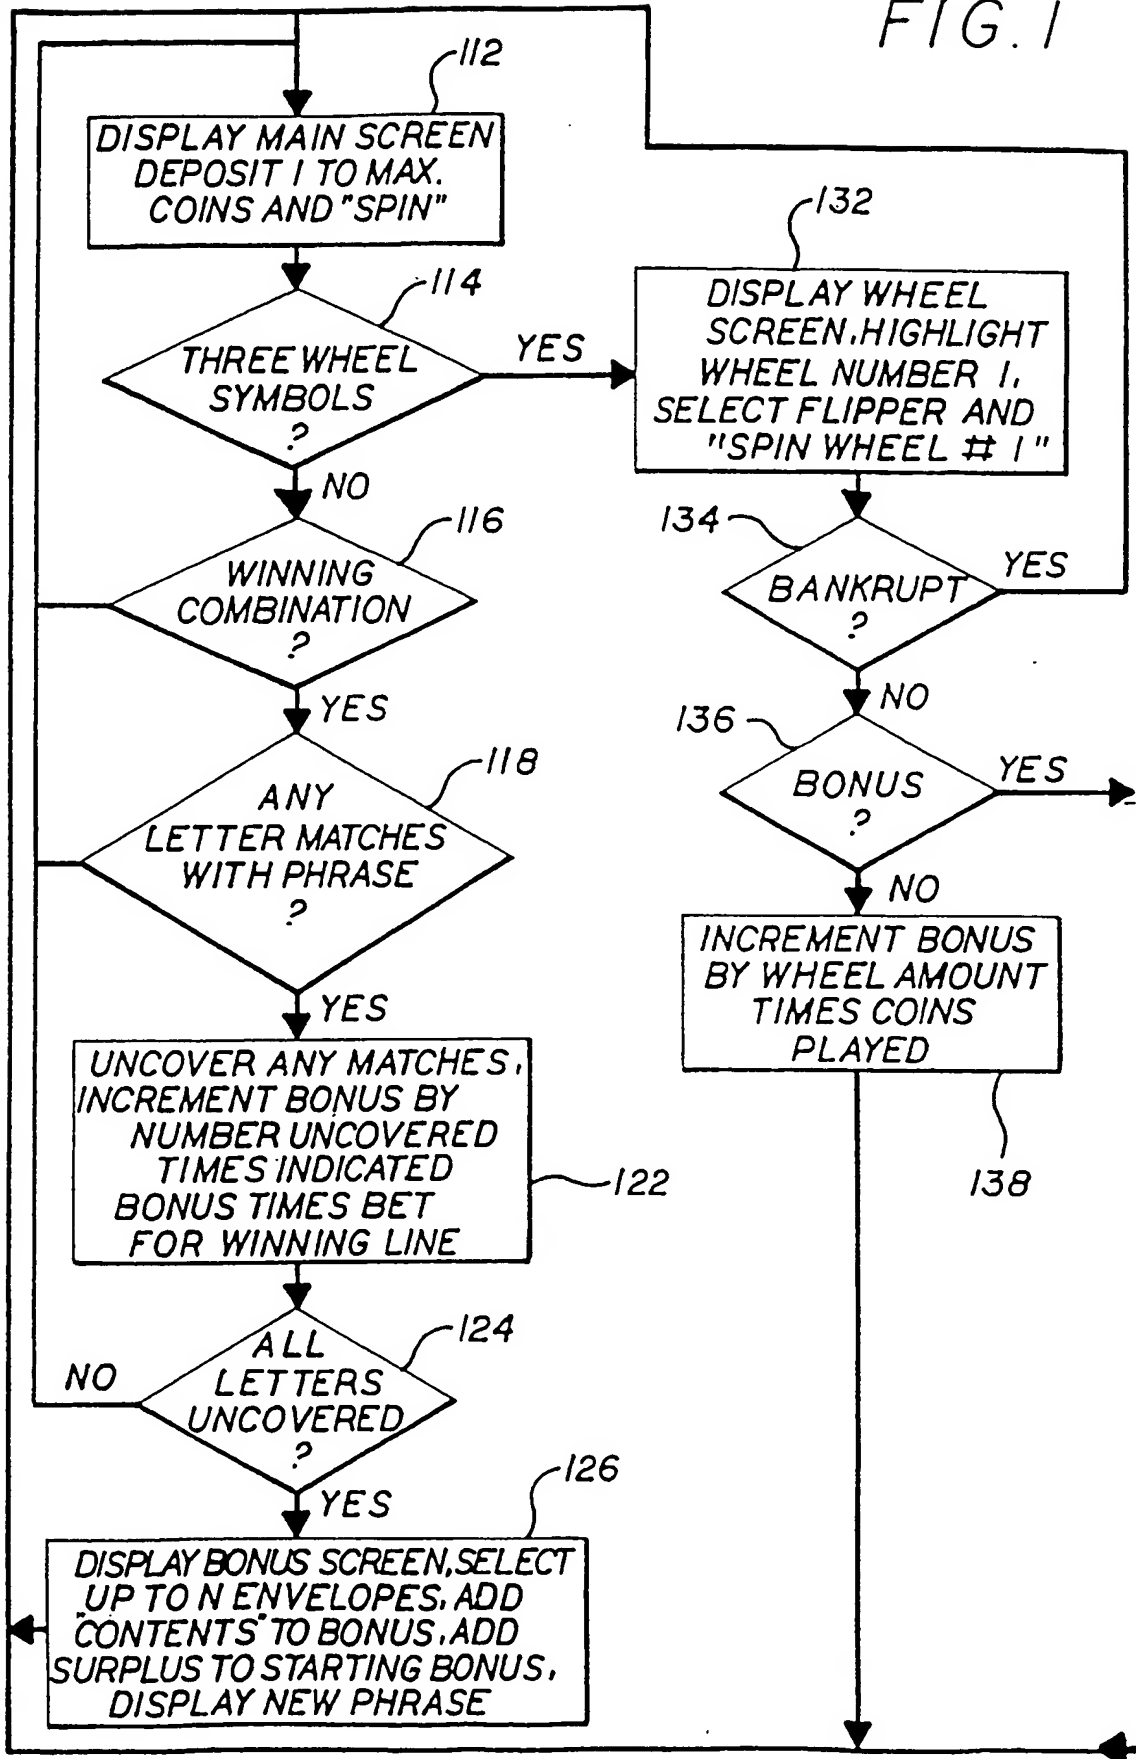 FIG. 1
112
DISPLAY MAIN SCREEN
DEPOSIT 1 TO MAX.
COINS AND "SPIN"
114
THREE WHEEL
SYMBOLS
?
YES
NO
132
DISPLAY WHEEL
SCREEN, HIGHLIGHT
WHEEL NUMBER 1,
SELECT FLIPPER AND
"SPIN WHEEL # 1"
116
WINNING
COMBINATION
?
YES
134
BANKRUPT
?
YES
NO
118
ANY
LETTER MATCHES
WITH PHRASE
?
YES
136
BONUS
?
YES
NO
INCREMENT BONUS
BY WHEEL AMOUNT
TIMES COINS
PLAYED
138
UNCOVER ANY MATCHES,
INCREMENT BONUS BY
NUMBER UNCOVERED
TIMES INDICATED
BONUS TIMES BET
FOR WINNING LINE
122
124
ALL
LETTERS
UNCOVERED
?
NO
YES
126
DISPLAY BONUS SCREEN, SELECT
UP TO N ENVELOPES, ADD
"CONTENTS" TO BONUS, ADD
SURPLUS TO STARTING BONUS,
DISPLAY NEW PHRASE